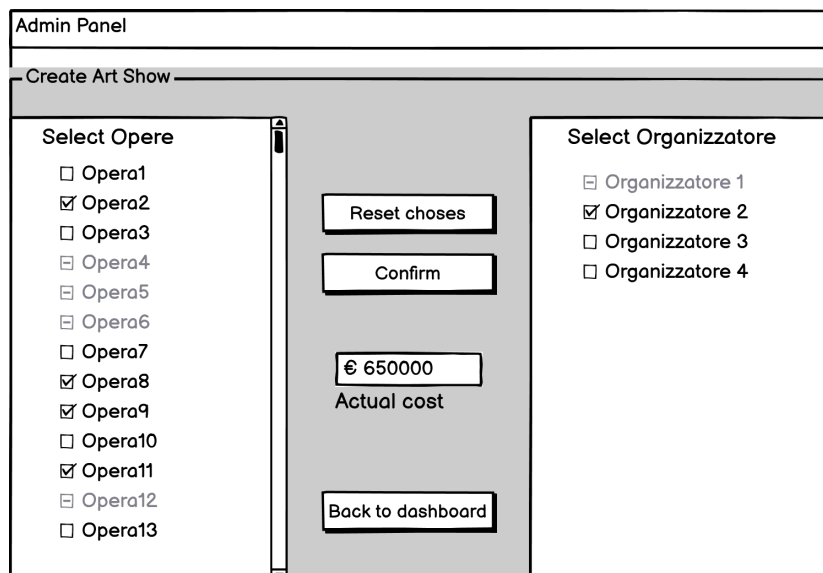 Admin Panel
Create Art Show
Select Opere
Opera1
Opera2
Opera3
Opera4
Opera5
Opera6
Opera7
Opera8
Opera9
Opera10
Opera11
Opera12
Opera13
Reset choses
Confirm
€ 650000
Actual cost
Back to dashboard
Select Organizzatore
Organizzatore 1
Organizzatore 2
Organizzatore 3
Organizzatore 4